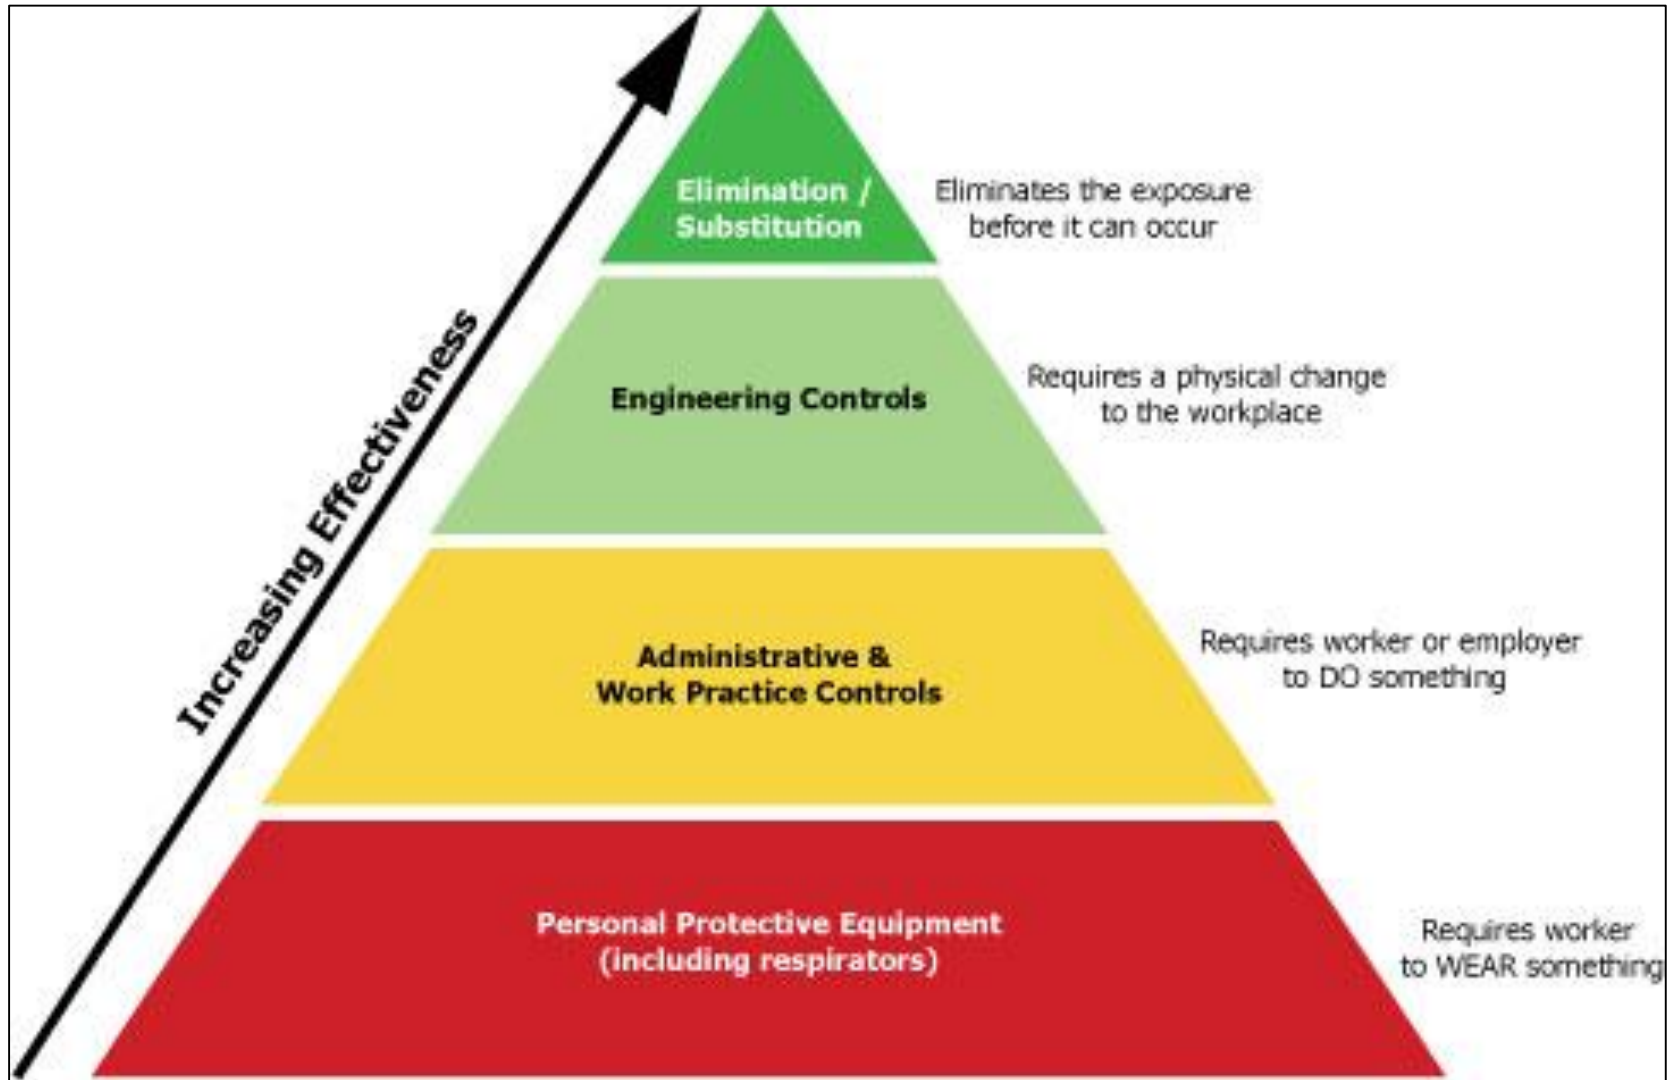 Increasing Effectiveness
Elimination /
Substitution
Eliminates the exposure
before it can occur
Engineering Controls
Requires a physical change
to the workplace
Administrative &
Work Practice Controls
Requires worker or employer
to DO something
Personal Protective Equipment
(including respirators)
Requires worker
to WEAR something